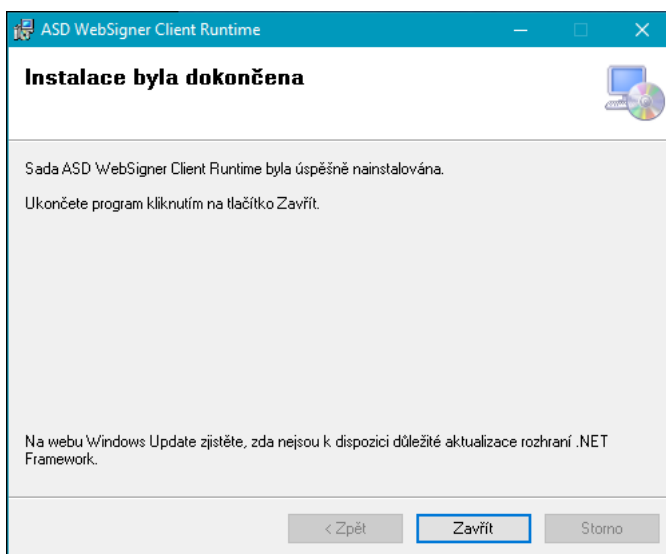 ASD WebSigner Client Runtime
Instalace byla dokončena
Sada ASD WebSigner Client Runtime byla úspěšně nainstalována.
Ukončete program kliknutím na tlačítko Zavřít.
Na webu Windows Update zjistěte, zda nejsou k dispozici důležité aktualizace rozhraní .NET
Framework.
< Zpět Zavřít Storno